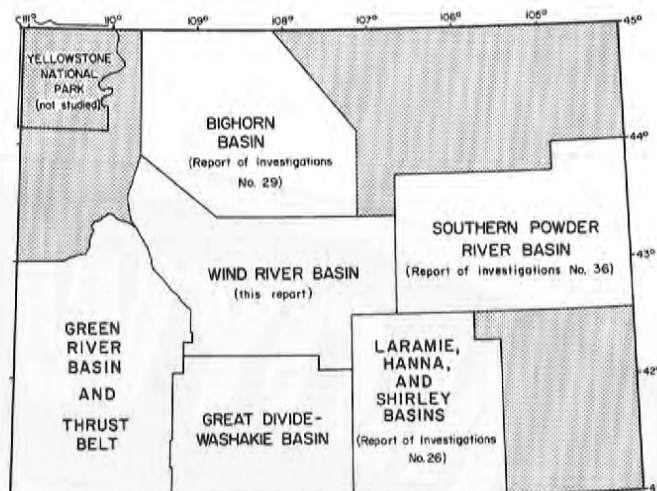 111°
110°
109°
108°
107°
106°
105°
45°
YELLOWSTONE
NATIONAL
PARK
(not studied)
BIGHORN
BASIN
(Report of Investigations
No. 29)
44°
SOUTHERN POWDER
RIVER BASIN
(Report of investigations No. 36)
43°
WIND RIVER BASIN
(this report)
GREEN
RIVER
BASIN
AND
THRUST
BELT
LARAMIE,
HANNA,
AND
SHIRLEY
BASINS
(Report of Investigations
No.26)
42°
GREAT DIVIDE-
WASHAKIE BASIN